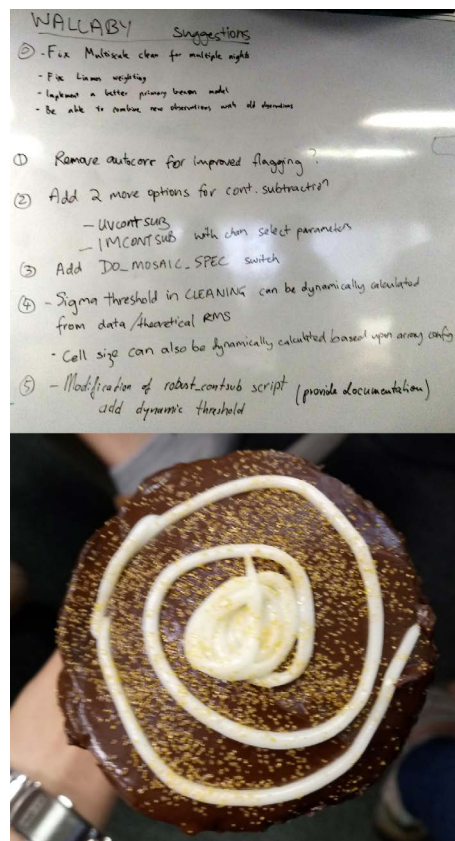 WALLABY Suggestions
⓪ - Fix Multiscale clean for multiple nights
- Fix Linmos weighting
- Implement a better primary beam model
- Be able to combine new observations with old observations
① Remove autocorr for improved flagging?
② Add 2 more options for cont. subtraction
- UVCONTSUB
- IMCONTSUB with chan select parameters
③ Add DO_MOSAIC_SPEC switch
④ - Sigma threshold in CLEANING can be dynamically calculated
from data/theoretical RMS
- Cell size can also be dynamically calculated based upon array config
⑤ - Modification of robust_contsub script (provide documentation)
add dynamic threshold